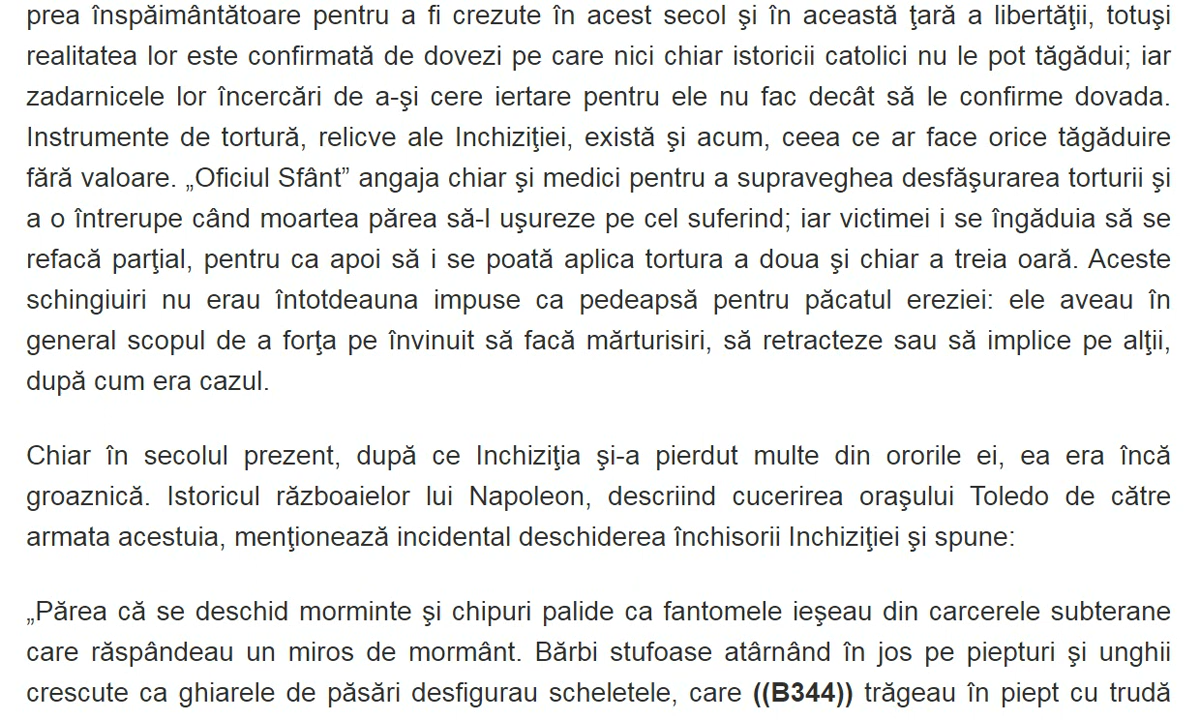 prea înspăimântătoare pentru a fi crezute în acest secol şi în această ţară a libertăţii, totuşi
realitatea lor este confirmată de dovezi pe care nici chiar istoricii catolici nu le pot tăgădui; iar
zadarnicele lor încercări de a-şi cere iertare pentru ele nu fac decât să le confirme dovada.
Instrumente de tortură, relicve ale Inchiziţiei, există şi acum, ceea ce ar face orice tăgăduire
fără valoare. „Oficiul Sfânt” angaja chiar şi medici pentru a supraveghea desfăşurarea torturii şi
a o întrerupe când moartea părea să-l uşureze pe cel suferind; iar victimei i se îngăduia să se
refacă parţial, pentru ca apoi să i se poată aplica tortura a doua şi chiar a treia oară. Aceste
schingiuiri nu erau întotdeauna impuse ca pedeapsă pentru păcatul ereziei: ele aveau în
general scopul de a forţa pe învinuit să facă mărturisiri, să retracteze sau să implice pe alţii,
după cum era cazul.
Chiar în secolul prezent, după ce Inchiziţia şi-a pierdut multe din ororile ei, ea era încă
groaznică. Istoricul războaielor lui Napoleon, descriind cucerirea oraşului Toledo de către
armata acestuia, menţionează incidental deschiderea închisorii Inchiziţiei şi spune:
„Părea că se deschid morminte şi chipuri palide ca fantomele ieşeau din carcerele subterane
care răspândeau un miros de mormânt. Bărbi stufoase atârnând în jos pe piepturi şi unghii
crescute ca ghiarele de păsări desfigurau scheletele, care ((B344)) trăgeau în piept cu trudă